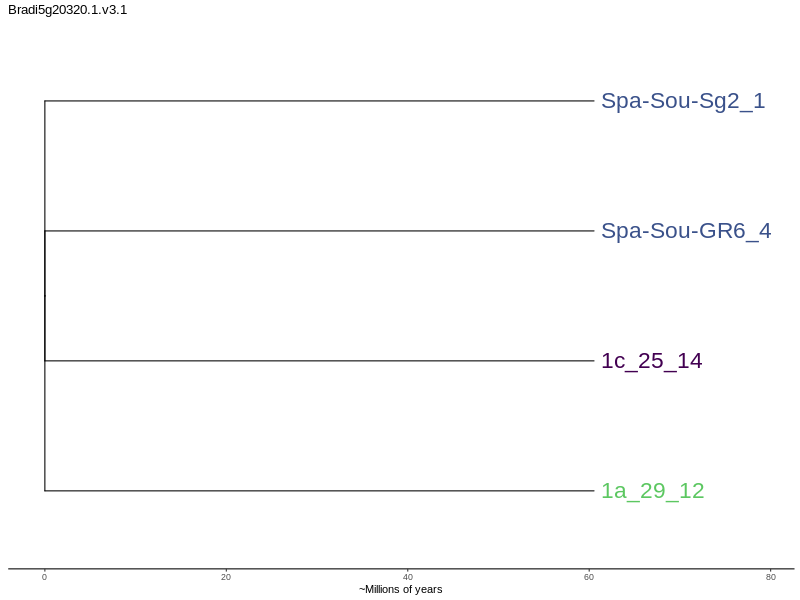 Bradi5g20320.1.v3.1
Spa-Sou-Sg2_1
Spa-Sou-GR6_4
1c_25_14
1a_29_12
0 20 40 60 80
~Millions of years